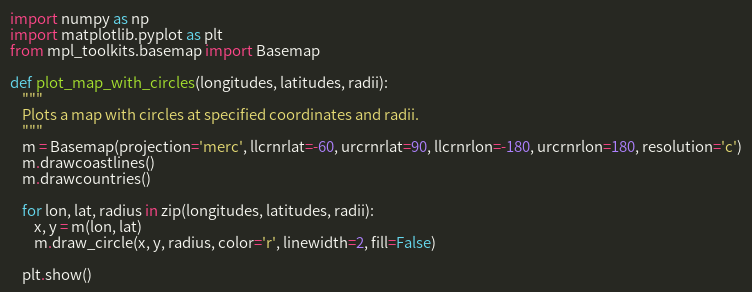 import numpy as np
import matplotlib.pyplot as plt
from mpl_toolkits.basemap import Basemap

def plot_map_with_circles(longitudes, latitudes, radii):
    """
    Plots a map with circles at specified coordinates and radii.
    """
    m = Basemap(projection='merc', llcrnrlat=-60, urcrnrlat=90, llcrnrlon=-180, urcrnrlon=180, resolution='c')
    m.drawcoastlines()
    m.drawcountries()

    for lon, lat, radius in zip(longitudes, latitudes, radii):
        x, y = m(lon, lat)
        m.draw_circle(x, y, radius, color='r', linewidth=2, fill=False)

    plt.show()